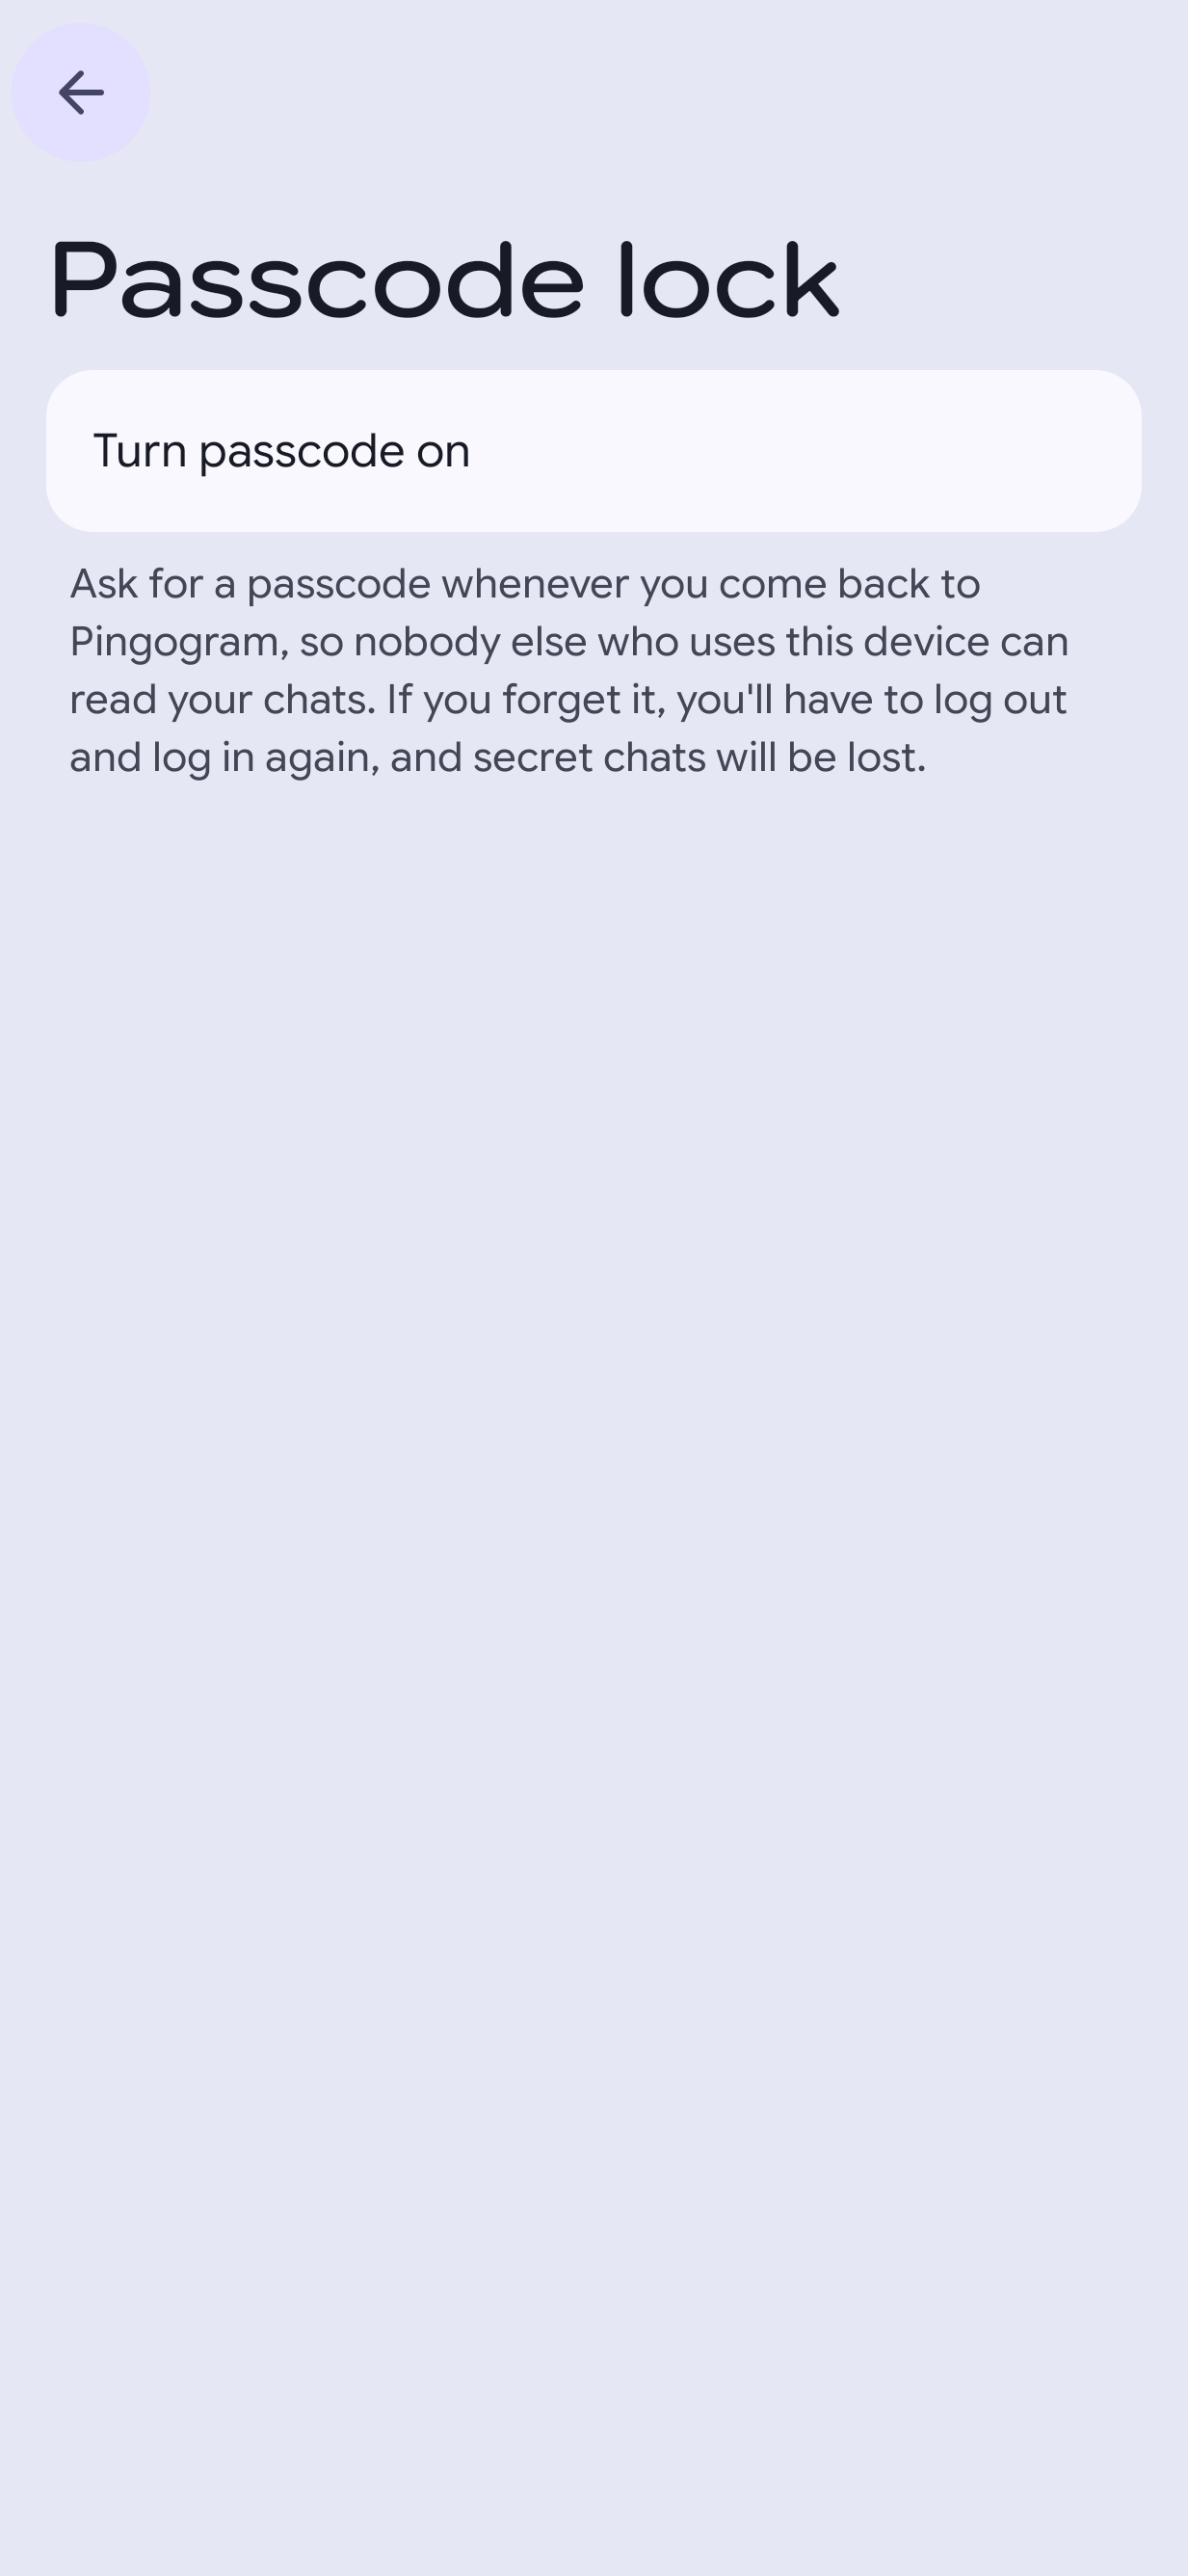 Passcode lock
Turn passcode on
Ask for a passcode whenever you come back to
Pingogram, so nobody else who uses this device can
read your chats. If you forget it, you'll have to log out
and log in again, and secret chats will be lost.